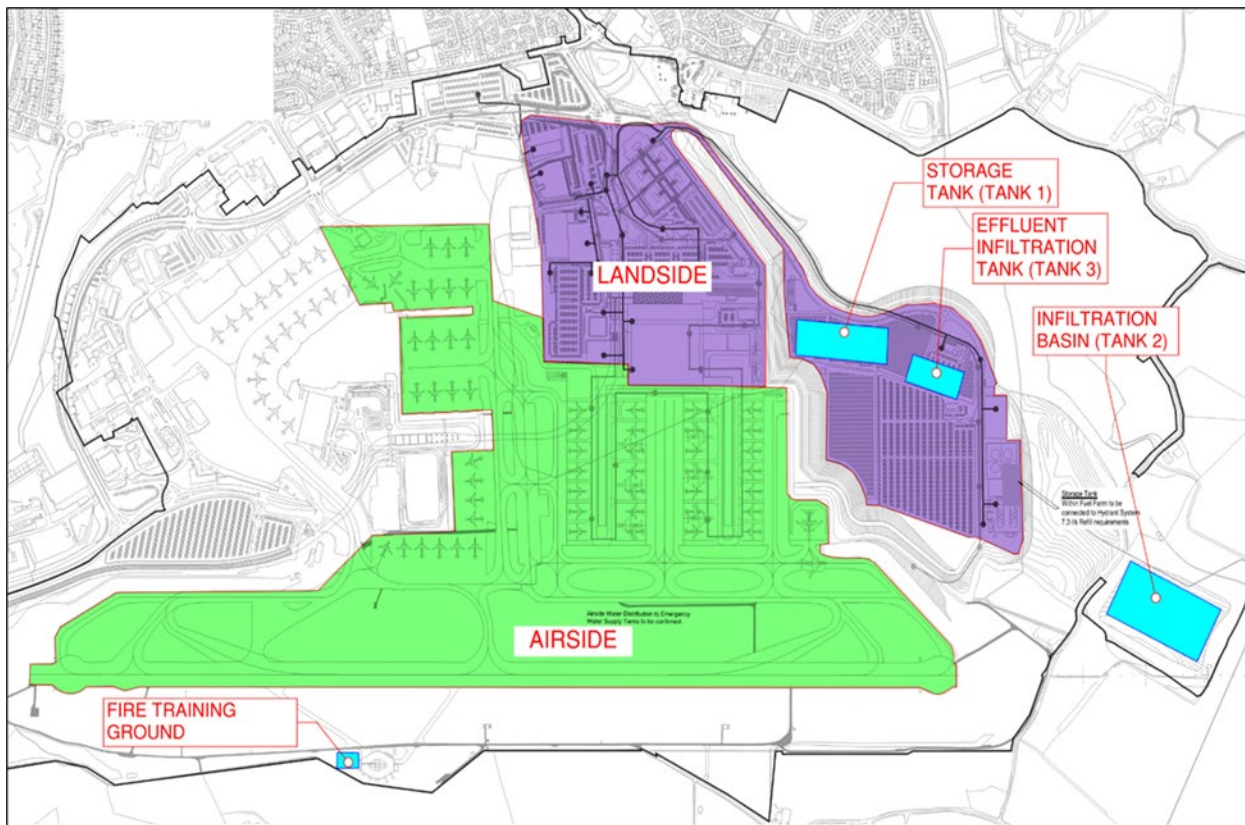 STORAGE
TANK (TANK 1)
EFFLUENT
INFILTRATION
TANK (TANK 3)
INFILTRATION
BASIN (TANK 2)
LANDSIDE
Storage Tank
Within Fuel Farm to be
connected to Hydrant System
7.3 l/s Refill requirements
Airside Water Distribution to Emergency
Water Supply Tanks to be confirmed
AIRSIDE
FIRE TRAINING
GROUND